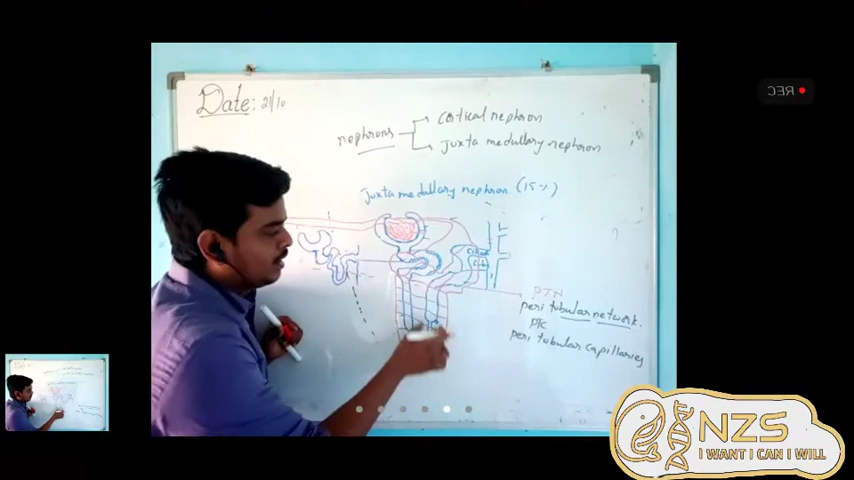 Date: 21/10
nephrons
cortical nephron
Juxta medullary nephron
Juxta medullary nephron (15%)
PTN
peri tubular network.
PTC
peri tubular capillaries
REC
NZS
I WANT I CAN I WILL